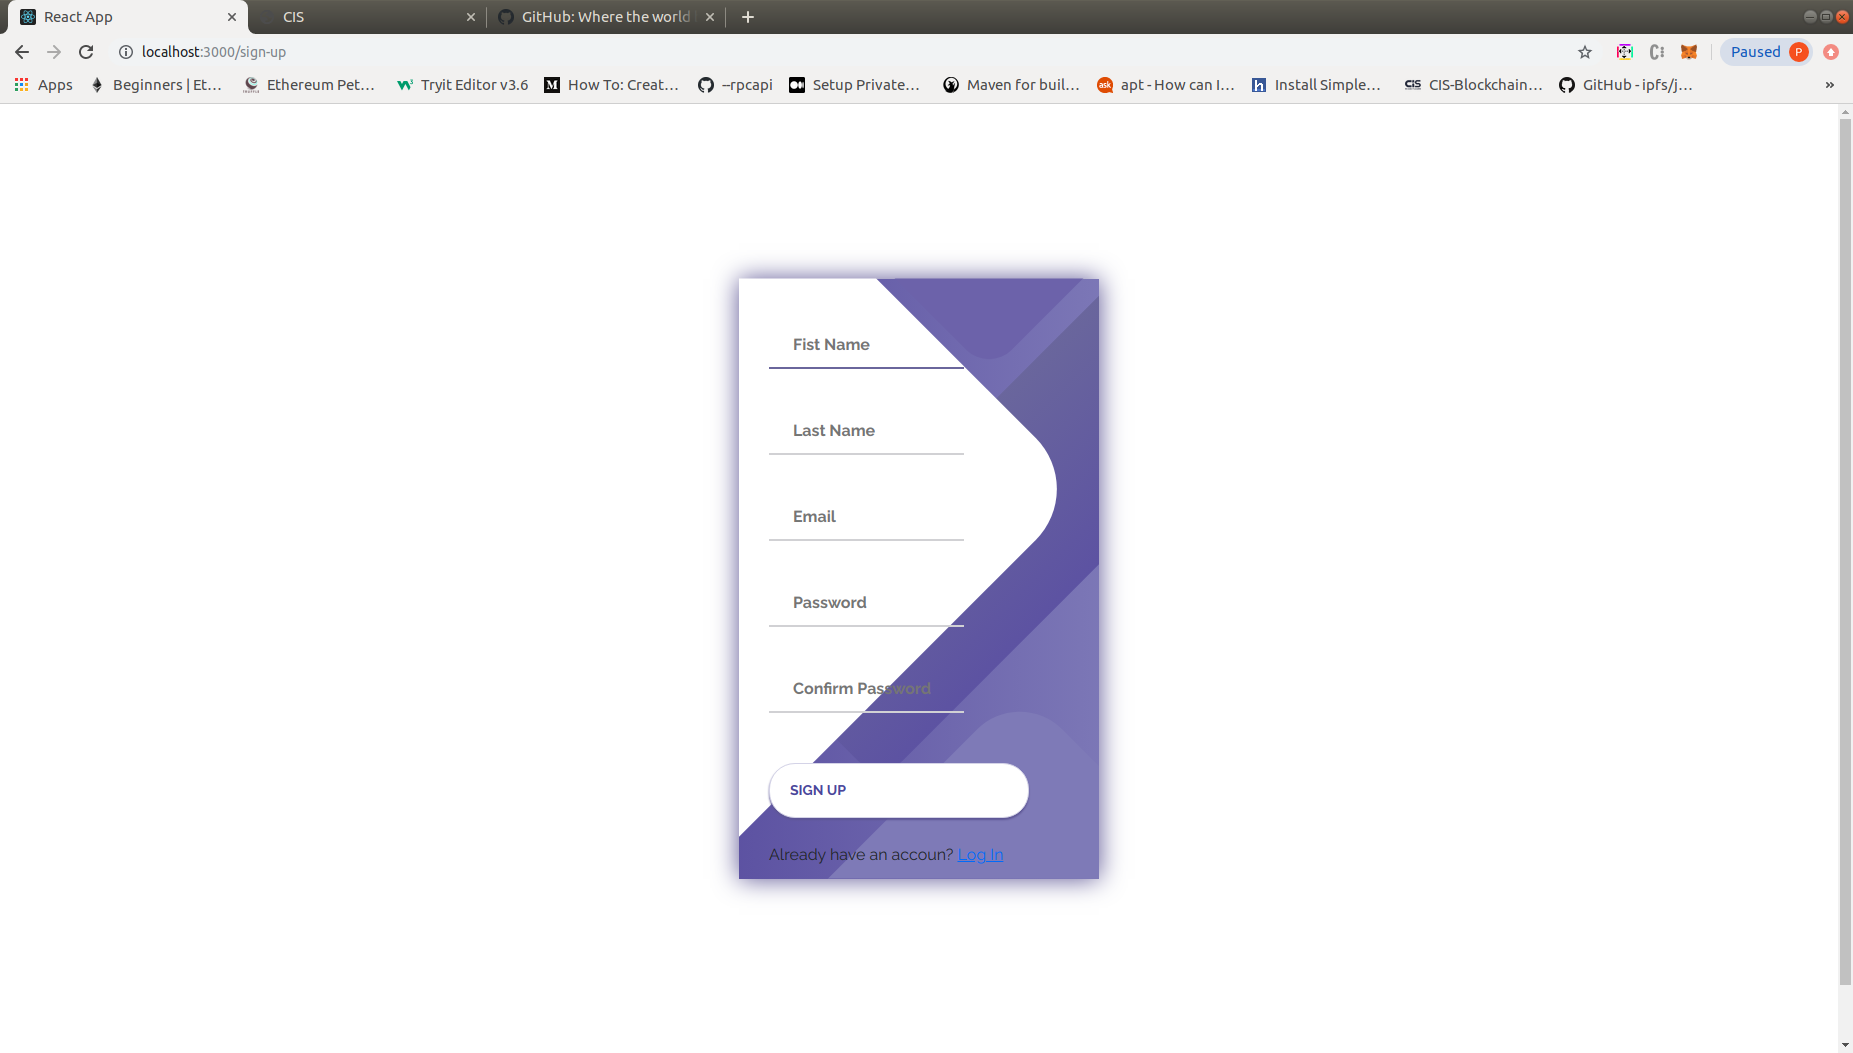 React App
CIS
GitHub: Where the world
localhost:3000/sign-up
Paused P
Apps Beginners | Et... Ethereum Pet... Tryit Editor v3.6 How To: Creat... --rpcapi Setup Private... Maven for buil... apt - How can I... Install Simple... CIS-Blockchain... GitHub - ipfs/j... »
Fist Name
Last Name
Email
Password
Confirm Password
SIGN UP
Already have an accoun? Log In